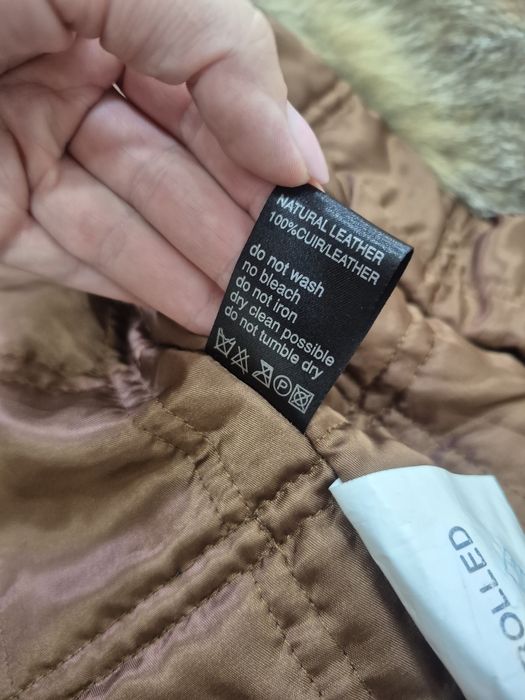 NATURAL LEATHER
100%CUIR/LEATHER
do not wash
no bleach
do not iron
dry clean possible
do not tumble dry
P